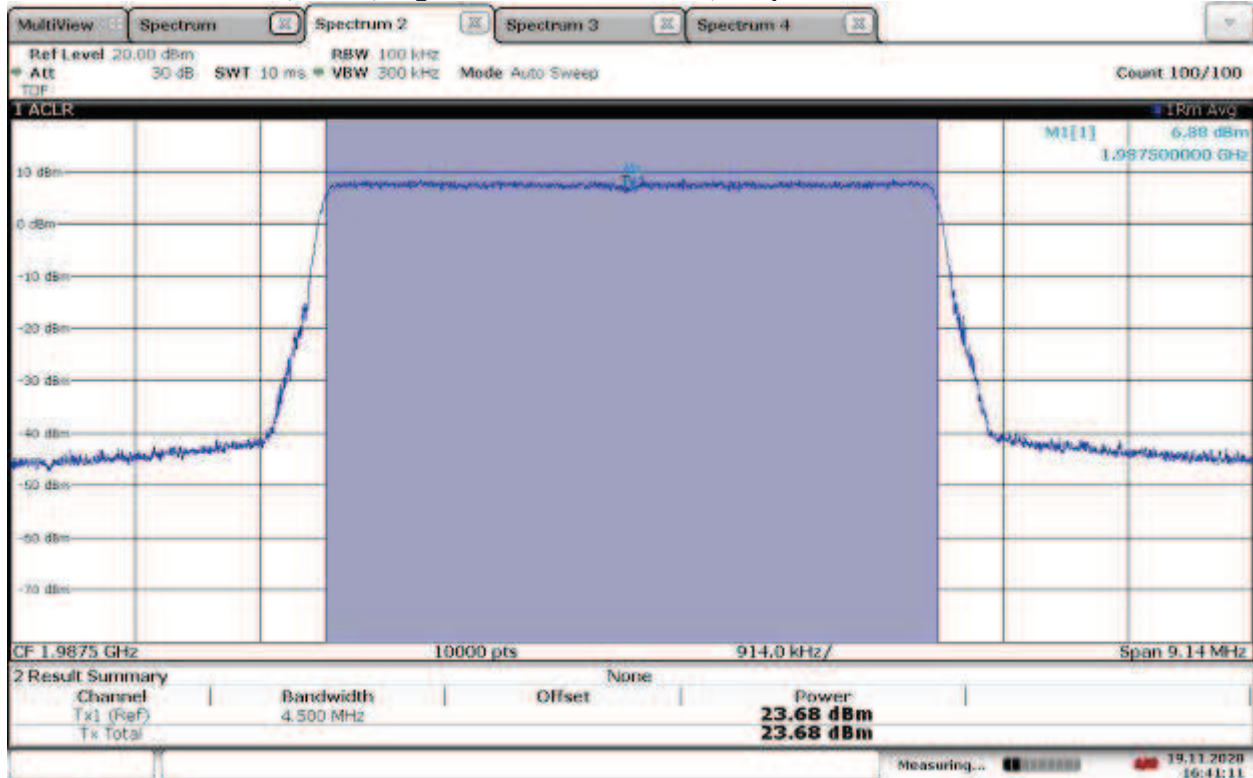 MultiView Spectrum Spectrum 2 Spectrum 3 Spectrum 4
Ref Level 20.00 dBm RBW 100 kHz
Att 30 dB SWT 10 ms VBW 300 kHz Mode Auto Sweep Count 100/100
TDF
1 ACLR 1Rm Avg
M1[1] 6.88 dBm
1.987500000 GHz
10 dBm
Tx1
0 dBm
-10 dBm
-20 dBm
-30 dBm
-40 dBm
-50 dBm
-60 dBm
-70 dBm
CF 1.9875 GHz 10000 pts 914.0 kHz/ Span 9.14 MHz
2 Result Summary None
Channel Bandwidth Offset Power
Tx1 (Ref) 4.500 MHz 23.68 dBm
Tx Total 23.68 dBm
Measuring... 19.11.2020
16:41:11